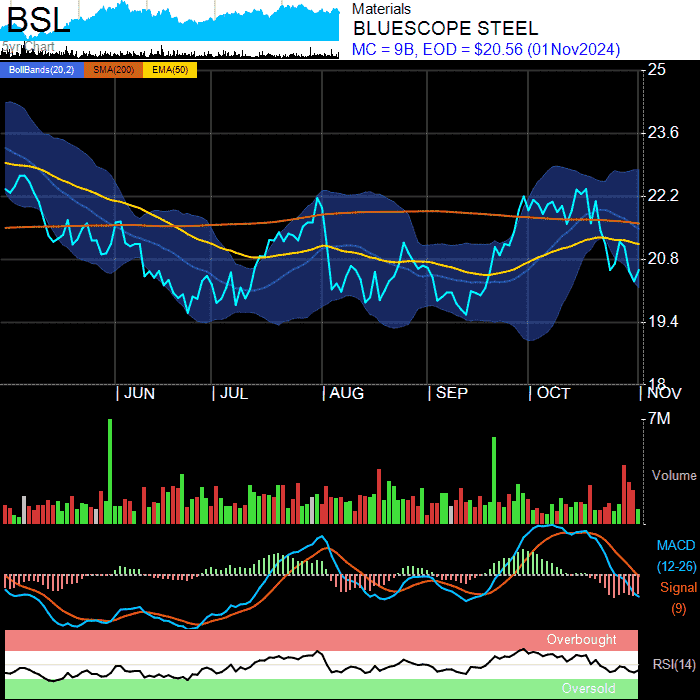 BSL
5yr Chart
Materials
BLUESCOPE STEEL
MC = 9B, EOD = $20.56 (01Nov2024)
BollBands(20,2) SMA(200) EMA(50)
25
23.6
22.2
20.8
19.4
18
JUN JUL AUG SEP OCT NOV
7M
Volume
MACD
(12-26)
Signal
(9)
Overbought
RSI(14)
Oversold